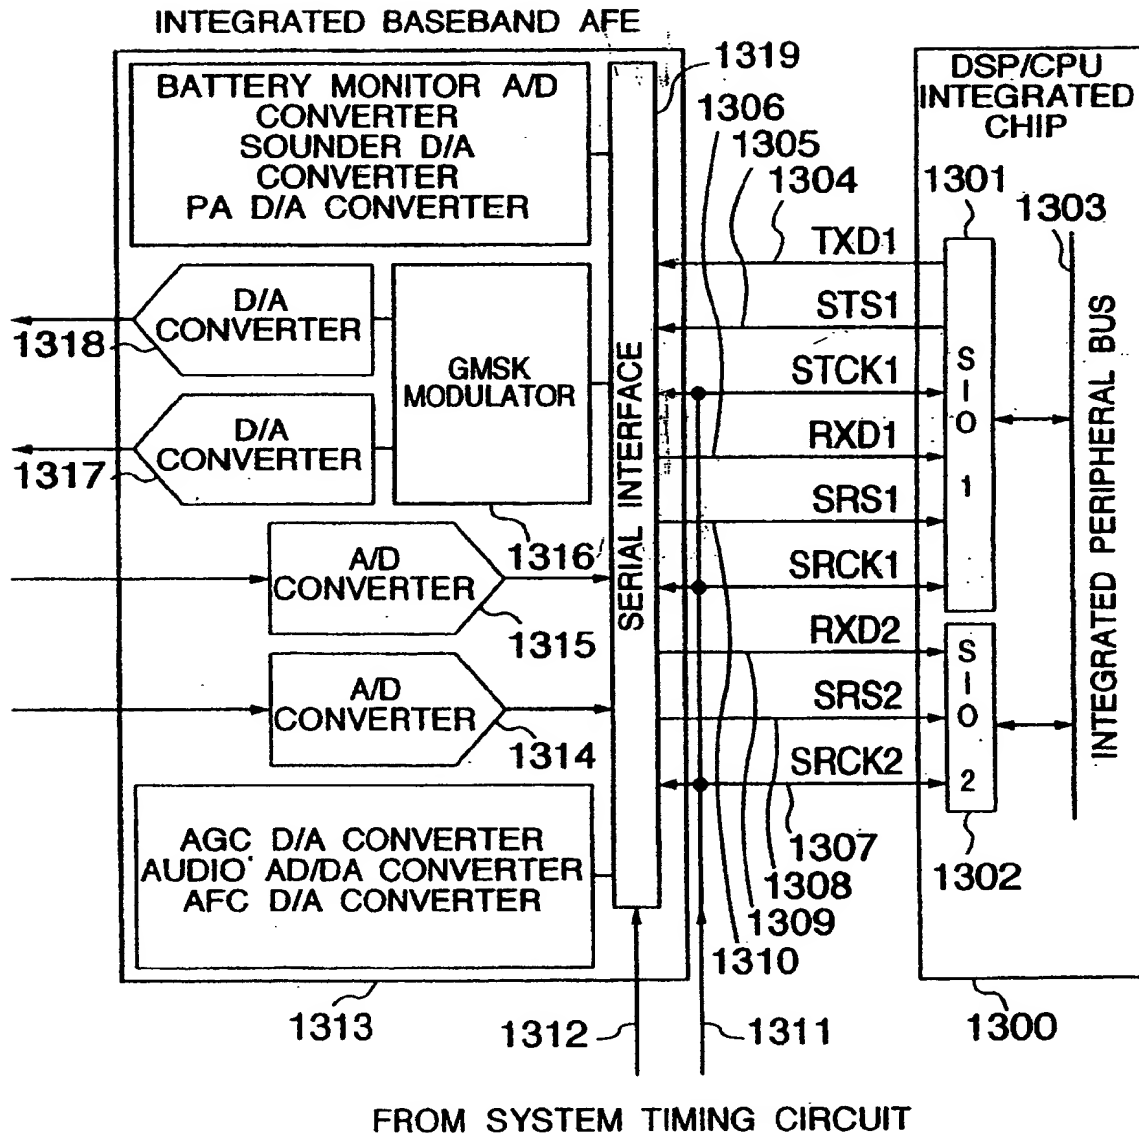 INTEGRATED BASEBAND AFE
BATTERY MONITOR A/D
CONVERTER
SOUNDER D/A
CONVERTER
PA D/A CONVERTER
1319
1306
1305
1304
DSP/CPU
INTEGRATED
CHIP
1301
1303
TXD1
STS1
STCK1
RXD1
SRS1
SRCK1
RXD2
SRS2
SRCK2
D/A
CONVERTER
1318
D/A
CONVERTER
1317
GMSK
MODULATOR
1316
A/D
CONVERTER
1315
A/D
CONVERTER
1314
SERIAL INTERFACE
SIO 1
SIO 2
INTEGRATED PERIPHERAL BUS
AGC D/A CONVERTER
AUDIO AD/DA CONVERTER
AFC D/A CONVERTER
1307
1308
1309
1310
1302
1313
1312
1311
1300
FROM SYSTEM TIMING CIRCUIT